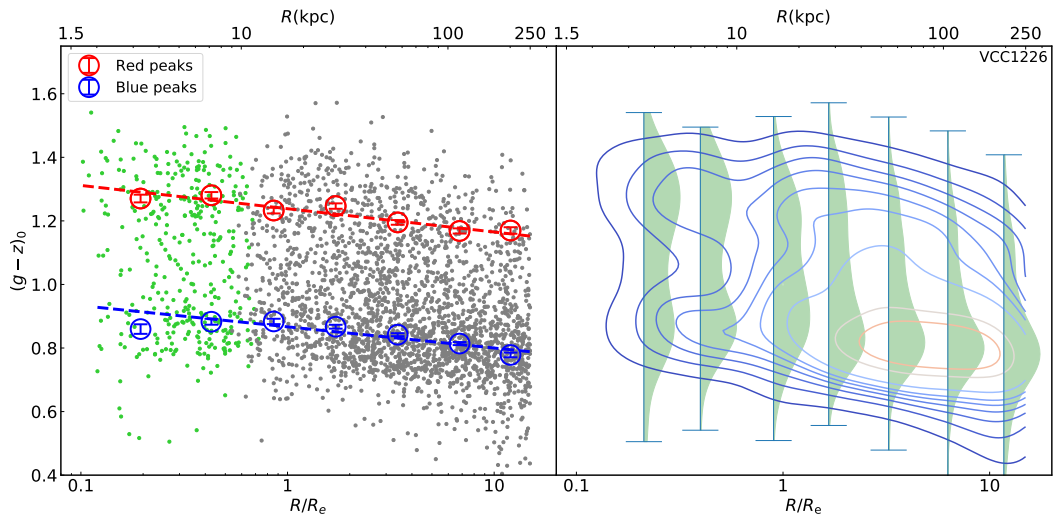 R(kpc)
R(kpc)
1.5 10 100 250
1.5 10 100 250
Red peaks
Blue peaks
VCC1226
(g − z)₀
1.6
1.4
1.2
1.0
0.8
0.6
0.4
0.1 1 10
0.1 1 10
R/Rₑ
R/Rₑ